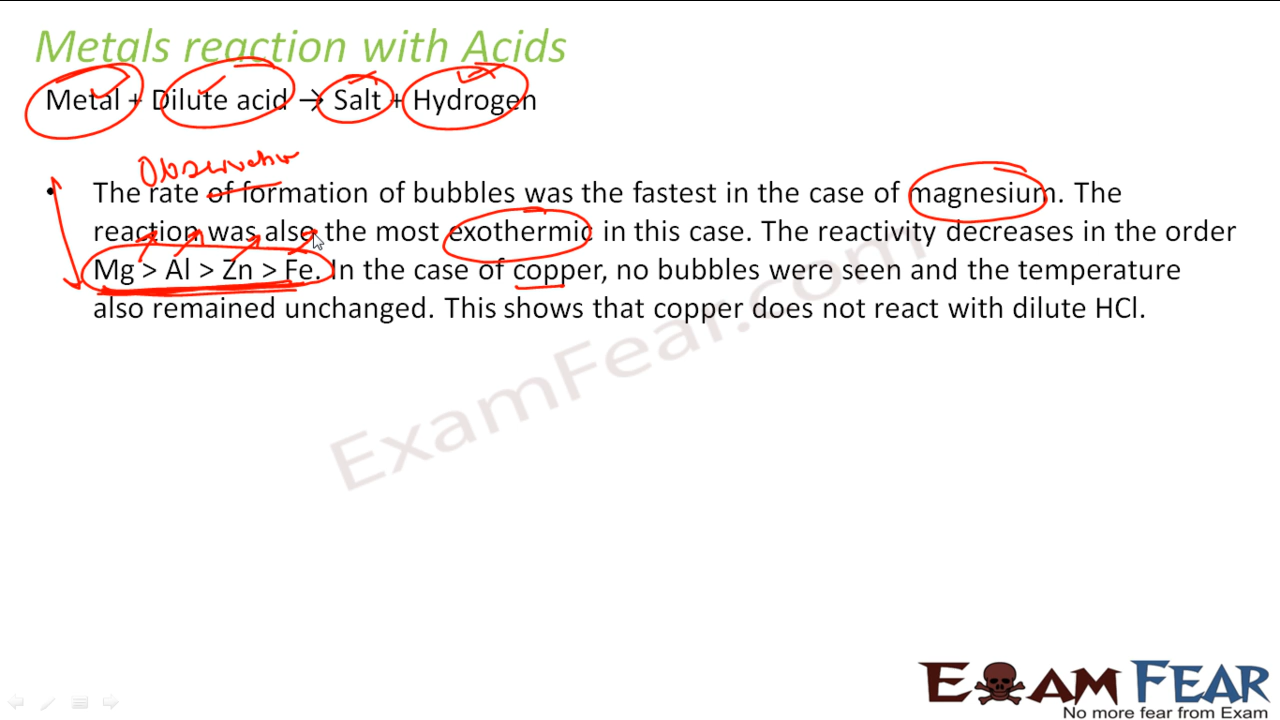 Metals reaction with Acids
Metal + Dilute acid → Salt + Hydrogen
Observation
• The rate of formation of bubbles was the fastest in the case of magnesium. The
reaction was also the most exothermic in this case. The reactivity decreases in the order
Mg > Al > Zn > Fe. In the case of copper, no bubbles were seen and the temperature
also remained unchanged. This shows that copper does not react with dilute HCl.
ExamFear.com
EXAM FEAR
No more fear from Exam